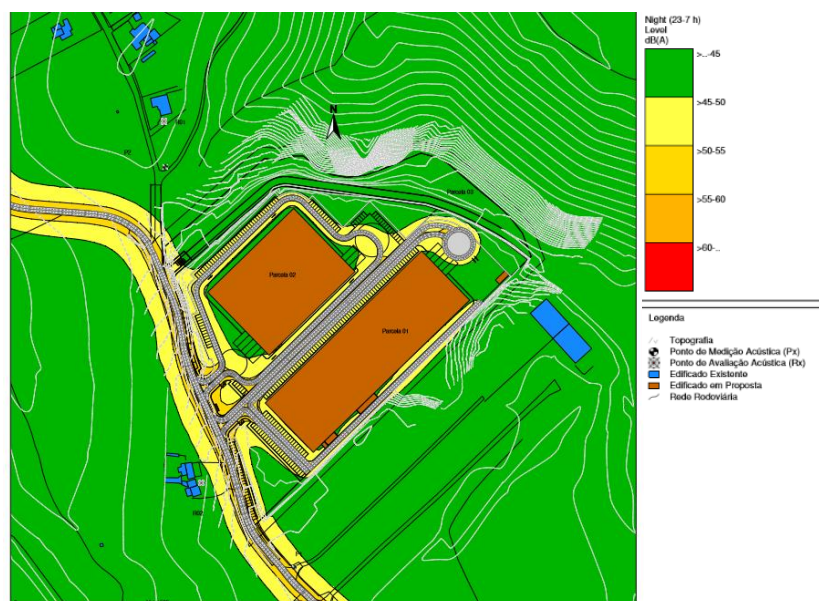 Night (23-7 h)
Level
dB(A)
>...-45
>45-50
>50-55
>55-60
>60-..
Legenda
Topografia
Ponto de Medição Acústica (Px)
Ponto de Avaliação Acústica (Rx)
Edificado Existente
Edificado em Proposta
Rede Rodoviária
N
Parcela 03
Parcela 02
Parcela 01